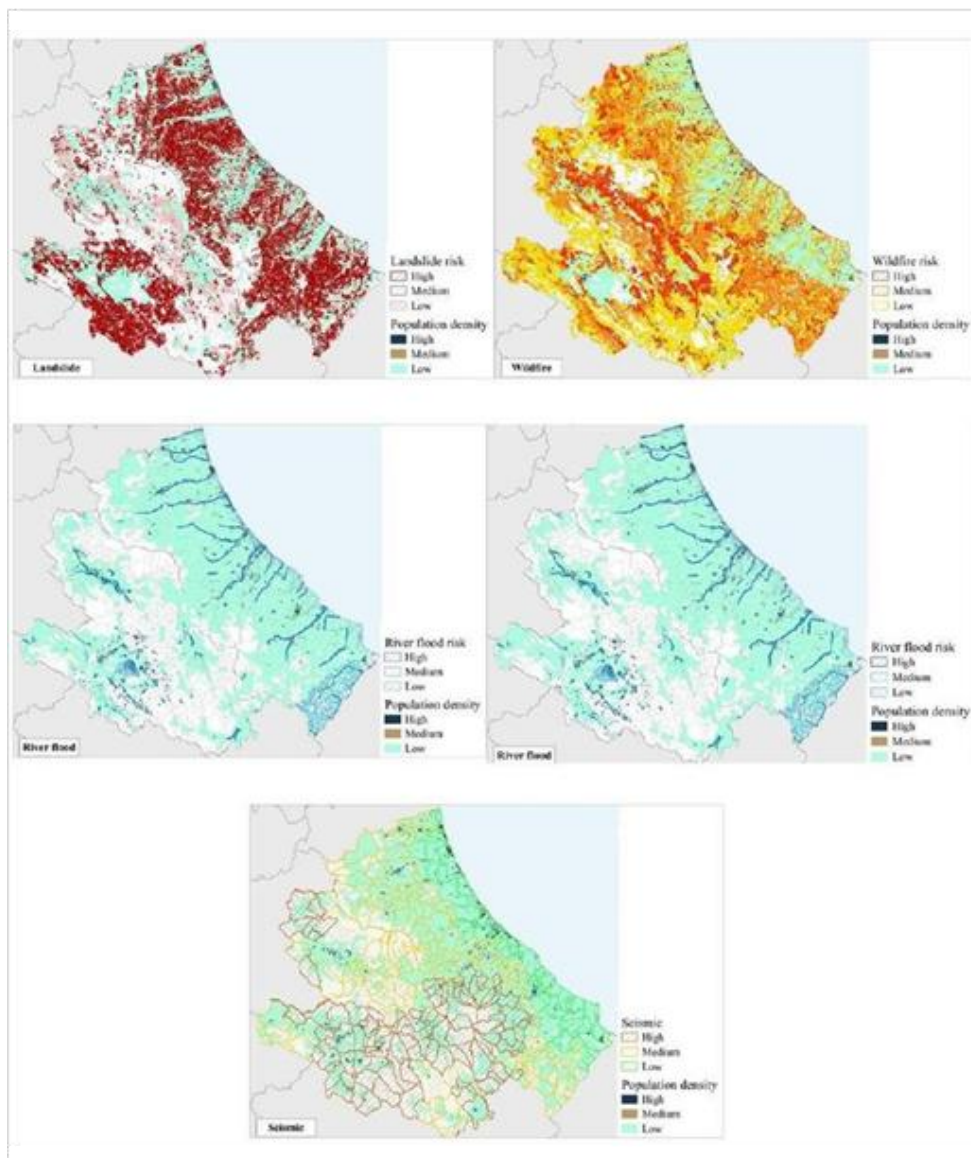 Landslide risk
High
Medium
Low
Population density
High
Medium
Low
Landslide
Wildfire risk
High
Medium
Low
Population density
High
Medium
Low
Wildfire
River flood risk
High
Medium
Low
Population density
High
Medium
Low
River flood
River flood risk
High
Medium
Low
Population density
High
Medium
Low
River flood
Seismic
High
Medium
Low
Population density
High
Medium
Low
Seismic